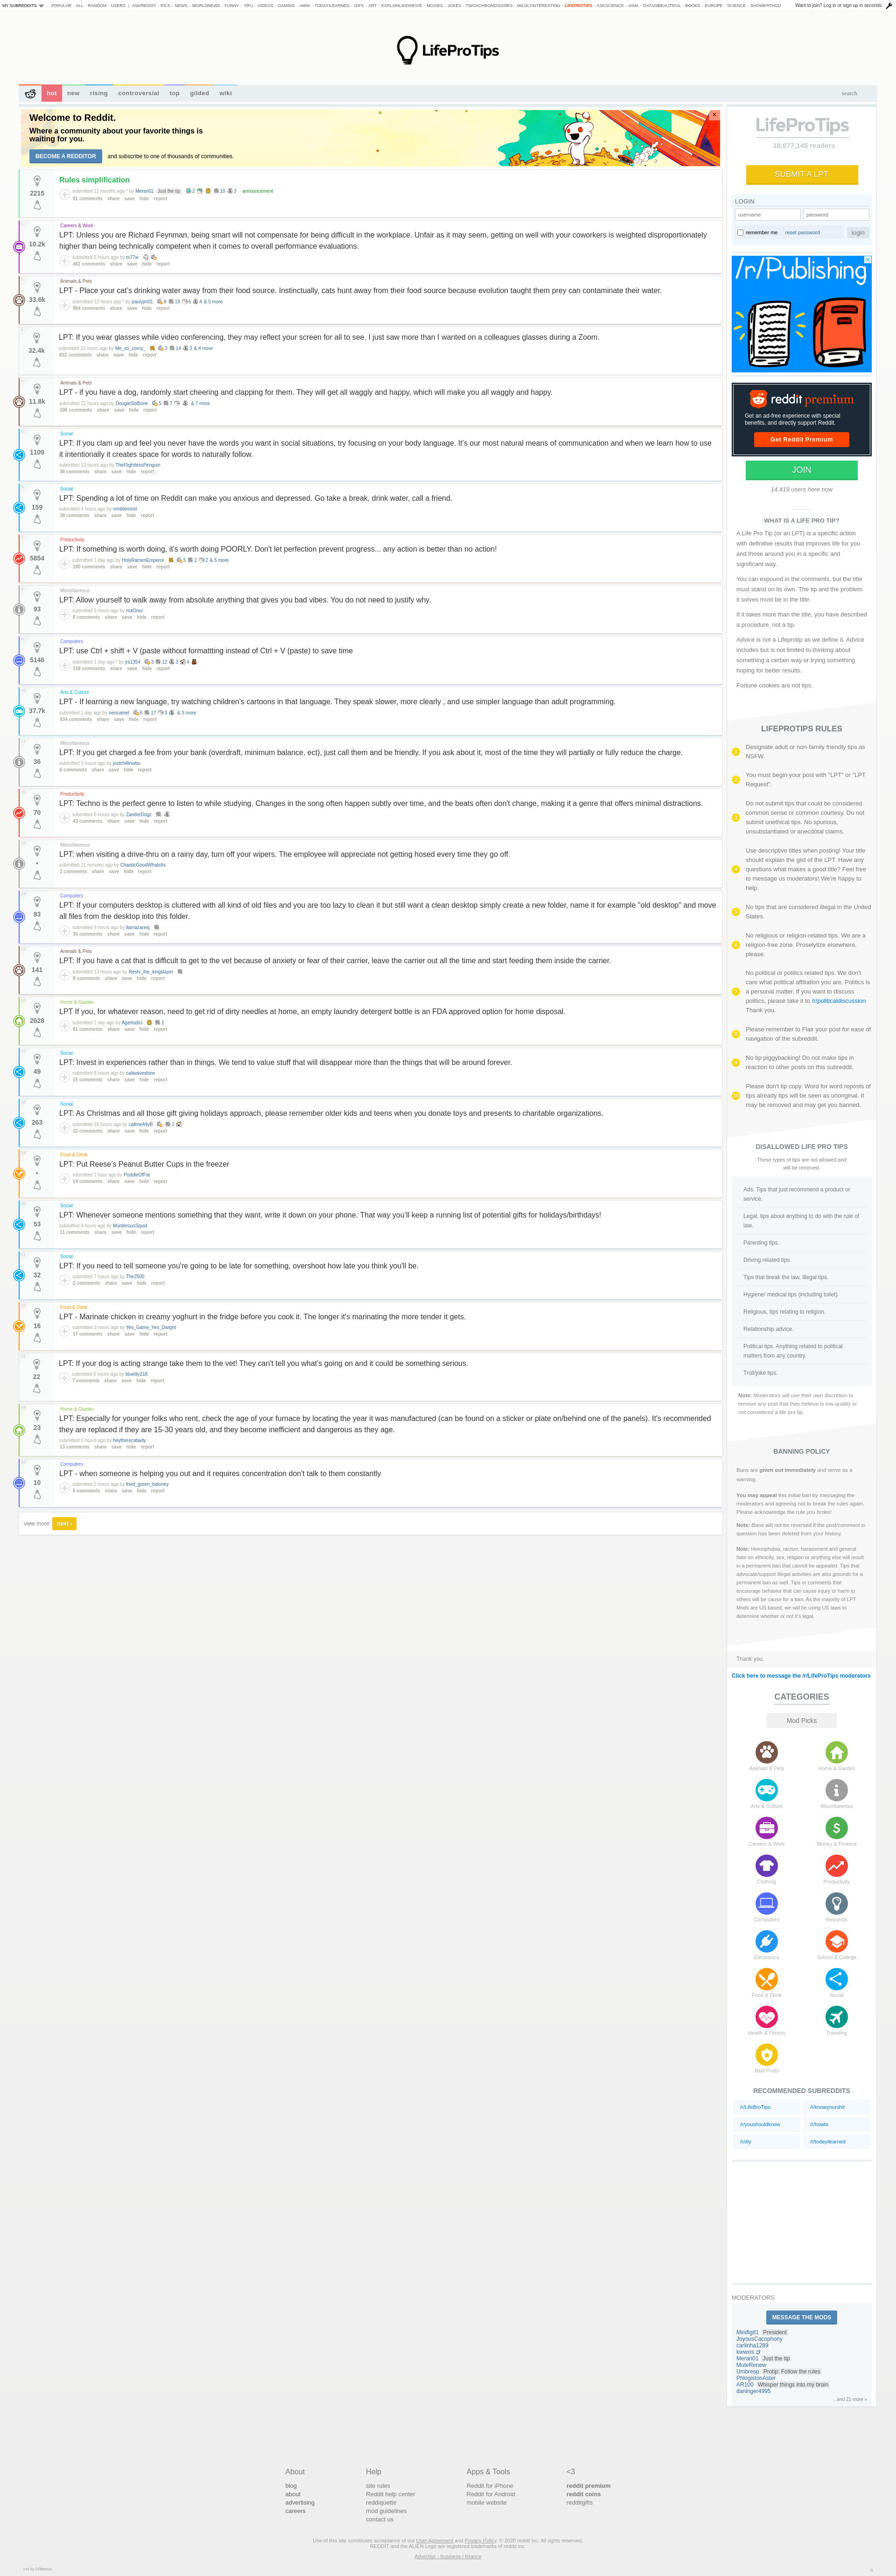 MY SUBREDDITS POPULAR - ALL - RANDOM - USERS | ASKREDDIT - PICS - NEWS - WORLDNEWS - FUNNY - TIFU - VIDEOS - GAMING - AWW - TODAYILEARNED - GIFS - ART - EXPLAINLIKEIMFIVE - MOVIES - JOKES - TWOXCHROMOSOMES - MILDLYINTERESTING - LIFEPROTIPS - ASKSCIENCE - IAMA - DATAISBEAUTIFUL - BOOKS - EUROPE - SCIENCE - SHOWERTHOU
Want to join? Log in or sign up in seconds.
LifeProTips
hot new rising controversial top gilded wiki
search
Welcome to Reddit.
Where a community about your favorite things is
waiting for you.
BECOME A REDDITOR and subscribe to one of thousands of communities.
2215
Rules simplification
submitted 11 months ago * by Merari01 Just the tip 2 16 3 - announcement
81 comments share save hide report
10.2k
Careers & Work
LPT: Unless you are Richard Feynman, being smart will not compensate for being difficult in the workplace. Unfair as it may seem, getting on well with your coworkers is weighted disproportionately
higher than being technically competent when it comes to overall performance evaluations.
submitted 5 hours ago by m77w
461 comments share save hide report
33.6k
Animals & Pets
LPT - Place your cat's drinking water away from their food source. Instinctually, cats hunt away from their food source because evolution taught them prey can contaminate their water.
submitted 12 hours ago * by paulyjm01 8 19 6 4 & 5 more
964 comments share save hide report
32.4k
LPT: If you wear glasses while video conferencing, they may reflect your screen for all to see. I just saw more than I wanted on a colleagues glasses during a Zoom.
submitted 23 hours ago by Me_so_corny_ 3 14 3 & 4 more
832 comments share save hide report
11.8k
Animals & Pets
LPT - if you have a dog, randomly start cheering and clapping for them. They will get all waggly and happy, which will make you all waggly and happy.
submitted 22 hours ago by DougieSloBone 5 7 & 7 more
206 comments share save hide report
1109
Social
LPT: If you clam up and feel you never have the words you want in social situations, try focusing on your body language. It's our most natural means of communication and when we learn how to use
it intentionally it creates space for words to naturally follow.
submitted 13 hours ago by TheFlightlessPenguin
36 comments share save hide report
159
Social
LPT: Spending a lot of time on Reddit can make you anxious and depressed. Go take a break, drink water, call a friend.
submitted 4 hours ago by nimblerminil
39 comments share save hide report
5854
Productivity
LPT: If something is worth doing, it's worth doing POORLY. Don't let perfection prevent progress... any action is better than no action!
submitted 1 day ago by HolyRamenEmperor 5 2 2 & 5 more
190 comments share save hide report
93
Miscellaneous
LPT: Allow yourself to walk away from absolute anything that gives you bad vibes. You do not need to justify why.
submitted 5 hours ago by notOnur
8 comments share save hide report
5146
Computers
LPT: use Ctrl + shift + V (paste without formattting instead of Ctrl + V (paste) to save time
submitted 1 day ago * by jrs1354 3 12 3 4
159 comments share save hide report
37.7k
Arts & Culture
LPT - If learning a new language, try watching children's cartoons in that language. They speak slower, more clearly , and use simpler language than adult programming.
submitted 1 day ago by neocamel 6 17 3 & 3 more
934 comments share save hide report
36
Miscellaneous
LPT: If you get charged a fee from your bank (overdraft, minimum balance, ect), just call them and be friendly. If you ask about it, most of the time they will partially or fully reduce the charge.
submitted 3 hours ago by justchillinwbu
6 comments share save hide report
70
Productivity
LPT: Techno is the perfect genre to listen to while studying. Changes in the song often happen subtly over time, and the beats often don't change, making it a genre that offers minimal distractions.
submitted 6 hours ago by ZanderDogz
43 comments share save hide report
•
Miscellaneous
LPT: when visiting a drive-thru on a rainy day, turn off your wipers. The employee will appreciate not getting hosed every time they go off.
submitted 21 minutes ago by ChaoticGoodWhatsits
2 comments share save hide report
83
Computers
LPT: If your computers desktop is cluttered with all kind of old files and you are too lazy to clean it but still want a clean desktop simply create a new folder, name it for example "old desktop" and move
all files from the desktop into this folder.
submitted 9 hours ago by llamazareq
35 comments share save hide report
141
Animals & Pets
LPT: If you have a cat that is difficult to get to the vet because of anxiety or fear of their carrier, leave the carrier out all the time and start feeding them inside the carrier.
submitted 13 hours ago by Reshi_the_kingslayer
9 comments share save hide report
2628
Home & Garden
LPT If you, for whatever reason, need to get rid of dirty needles at home, an empty laundry detergent bottle is an FDA approved option for home disposal.
submitted 1 day ago by Agertudici 2
91 comments share save hide report
49
Social
LPT: Invest in experiences rather than in things. We tend to value stuff that will disappear more than the things that will be around forever.
submitted 8 hours ago by caliwaveshine
15 comments share save hide report
263
Social
LPT: As Christmas and all those gift giving holidays approach, please remember older kids and teens when you donate toys and presents to charitable organizations.
submitted 16 hours ago by callmeAllyB 2
22 comments share save hide report
•
Food & Drink
LPT: Put Reese's Peanut Butter Cups in the freezer
submitted 1 hour ago by PuddleOfFat
14 comments share save hide report
53
Social
LPT: Whenever someone mentions something that they want, write it down on your phone. That way you'll keep a running list of potential gifts for holidays/birthdays!
submitted 9 hours ago by MurderousSquid
11 comments share save hide report
32
Social
LPT: If you need to tell someone you're going to be late for something, overshoot how late you think you'll be.
submitted 7 hours ago by The2500
2 comments share save hide report
16
Food & Drink
LPT - Marinate chicken in creamy yoghurt in the fridge before you cook it. The longer it's marinating the more tender it gets.
submitted 3 hours ago by Yes_Game_Yes_Dwight
17 comments share save hide report
22
LPT: If your dog is acting strange take them to the vet! They can't tell you what's going on and it could be something serious.
submitted 6 hours ago by bluelily216
7 comments share save hide report
23
Home & Garden
LPT: Especially for younger folks who rent, check the age of your furnace by locating the year it was manufactured (can be found on a sticker or plate on/behind one of the panels). It's recommended
they are replaced if they are 15-30 years old, and they become inefficient and dangerous as they age.
submitted 6 hours ago by heytherecatlady
13 comments share save hide report
10
Computers
LPT - when someone is helping you out and it requires concentration don't talk to them constantly
submitted 2 hours ago by fried_green_baloney
6 comments share save hide report
view more: next ›
LifeProTips
18,677,145 readers
SUBMIT A LPT
LOGIN
username password
remember me reset password login
/r/Publishing
reddit premium
Get an ad-free experience with special
benefits, and directly support Reddit.
Get Reddit Premium
JOIN
14,419 users here now
WHAT IS A LIFE PRO TIP?
A Life Pro Tip (or an LPT) is a specific action
with definitive results that improves life for you
and those around you in a specific and
significant way.
You can expound in the comments, but the title
must stand on its own. The tip and the problem
it solves must be in the title.
If it takes more than the title, you have described
a procedure, not a tip.
Advice is not a Lifeprotip as we define it. Advice
includes but is not limited to thinking about
something a certain way or trying something
hoping for better results.
Fortune cookies are not tips.
LIFEPROTIPS RULES
1 Designate adult or non-family friendly tips as
NSFW.
2 You must begin your post with "LPT" or "LPT
Request".
3 Do not submit tips that could be considered
common sense or common courtesy. Do not
submit unethical tips. No spurious,
unsubstantiated or anecdotal claims.
4 Use descriptive titles when posting! Your title
should explain the gist of the LPT. Have any
questions about what makes a good title? Feel free
to message us moderators! We're happy to
help.
5 No tips that are considered illegal in the United
States.
6 No religious or religion-related tips. We are a
religion-free zone. Proselytize elsewhere,
please.
7 No political or politics related tips. We don't
care what political affiliation you are. Politics is
a personal matter. If you want to discuss
politics, please take it to /r/politicaldiscussion.
Thank you.
8 Please remember to Flair your post for ease of
navigation of the subreddit.
9 No tip piggybacking! Do not make tips in
reaction to other posts on this subreddit.
10 Please don't tip copy. Word for word reposts of
tips already tips will be seen as unoriginal. It
may be removed and may get you banned.
DISALLOWED LIFE PRO TIPS
These types of tips are not allowed and
will be removed.
Ads. Tips that just recommend a product or
service.
Legal, tips about anything to do with the rule of
law.
Parenting tips.
Driving related tips.
Tips that break the law, illegal tips.
Hygiene/ medical tips (including toilet).
Religious, tips relating to religion.
Relationship advice.
Political tips. Anything related to political
matters from any country.
Troll/joke tips.
Note: Moderators will use their own discretion to
remove any post that they believe is low-quality or
not considered a life pro tip.
BANNING POLICY
Bans are given out immediately and serve as a
warning.
You may appeal this initial ban by messaging the
moderators and agreeing not to break the rules again.
Please acknowledge the rule you broke!
Note: Bans will not be reversed if the post/comment in
question has been deleted from your history.
Note: Homophobia, racism, harassment and general
hate on ethnicity, sex, religion or anything else will result
in a permanent ban that cannot be appealed. Tips that
advocate/support illegal activities are also grounds for a
permanent ban as well. Tips or comments that
encourage behavior that can cause injury or harm to
others will be cause for a ban. As the majority of LPT
Mods are US based, we will be using US laws to
determine whether or not it's legal.
Thank you.
Click here to message the /r/LifeProTips moderators
CATEGORIES
Mod Picks
Animals & Pets Home & Garden
Arts & Culture Miscellaneous
Careers & Work Money & Finance
Clothing Productivity
Computers Requests
Electronics School & College
Food & Drink Social
Health & Fitness Traveling
Mod Posts
RECOMMENDED SUBREDDITS
/r/LifeBroTips /r/knowyourshit
/r/youshouldknow /r/howto
/r/diy /r/todayilearned
MODERATORS
MESSAGE THE MODS
Minifig81 President
JoyousCacophony
carlinha1289
kwwxis
Merari01 Just the tip
MuteRenew
Umbresp Protip: Follow the rules
PhlogistonAster
AR100 Whisper things into my brain
daninger4995
...and 21 more »
About
blog
about
advertising
careers
Help
site rules
Reddit help center
reddiquette
mod guidelines
contact us
Apps & Tools
Reddit for iPhone
Reddit for Android
mobile website
<3
reddit premium
reddit coins
redditgifts
Use of this site constitutes acceptance of our User Agreement and Privacy Policy. © 2020 reddit inc. All rights reserved.
REDDIT and the ALIEN Logo are registered trademarks of reddit inc.
Advertise - business / finance